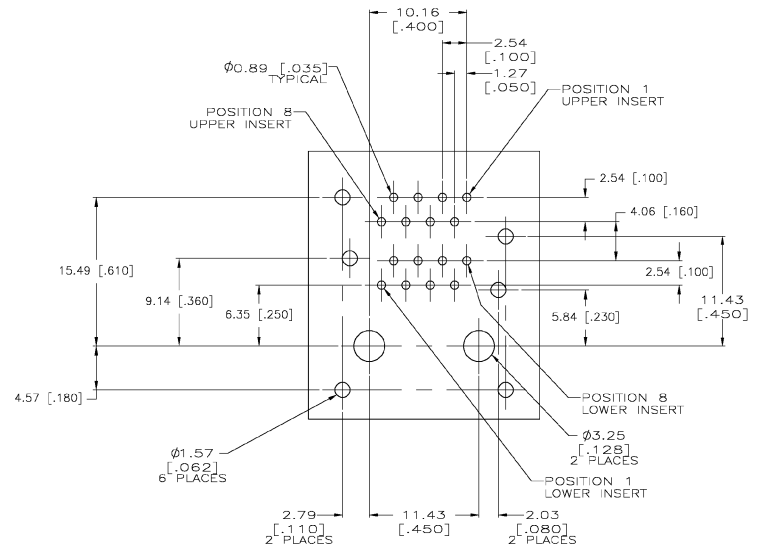 10.16
[.400]
2.54
[.100]
1.27
[.050]
Ø0.89 [.035]
TYPICAL
POSITION 1
UPPER INSERT
POSITION 8
UPPER INSERT
2.54 [.100]
4.06 [.160]
15.49 [.610]
9.14 [.360]
6.35 [.250]
2.54 [.100]
11.43
[.450]
5.84 [.230]
4.57 [.180]
POSITION 8
LOWER INSERT
Ø3.25
[.128]
2 PLACES
Ø1.57
[.062]
6 PLACES
POSITION 1
LOWER INSERT
2.79
[.110]
2 PLACES
11.43
[.450]
2.03
[.080]
2 PLACES